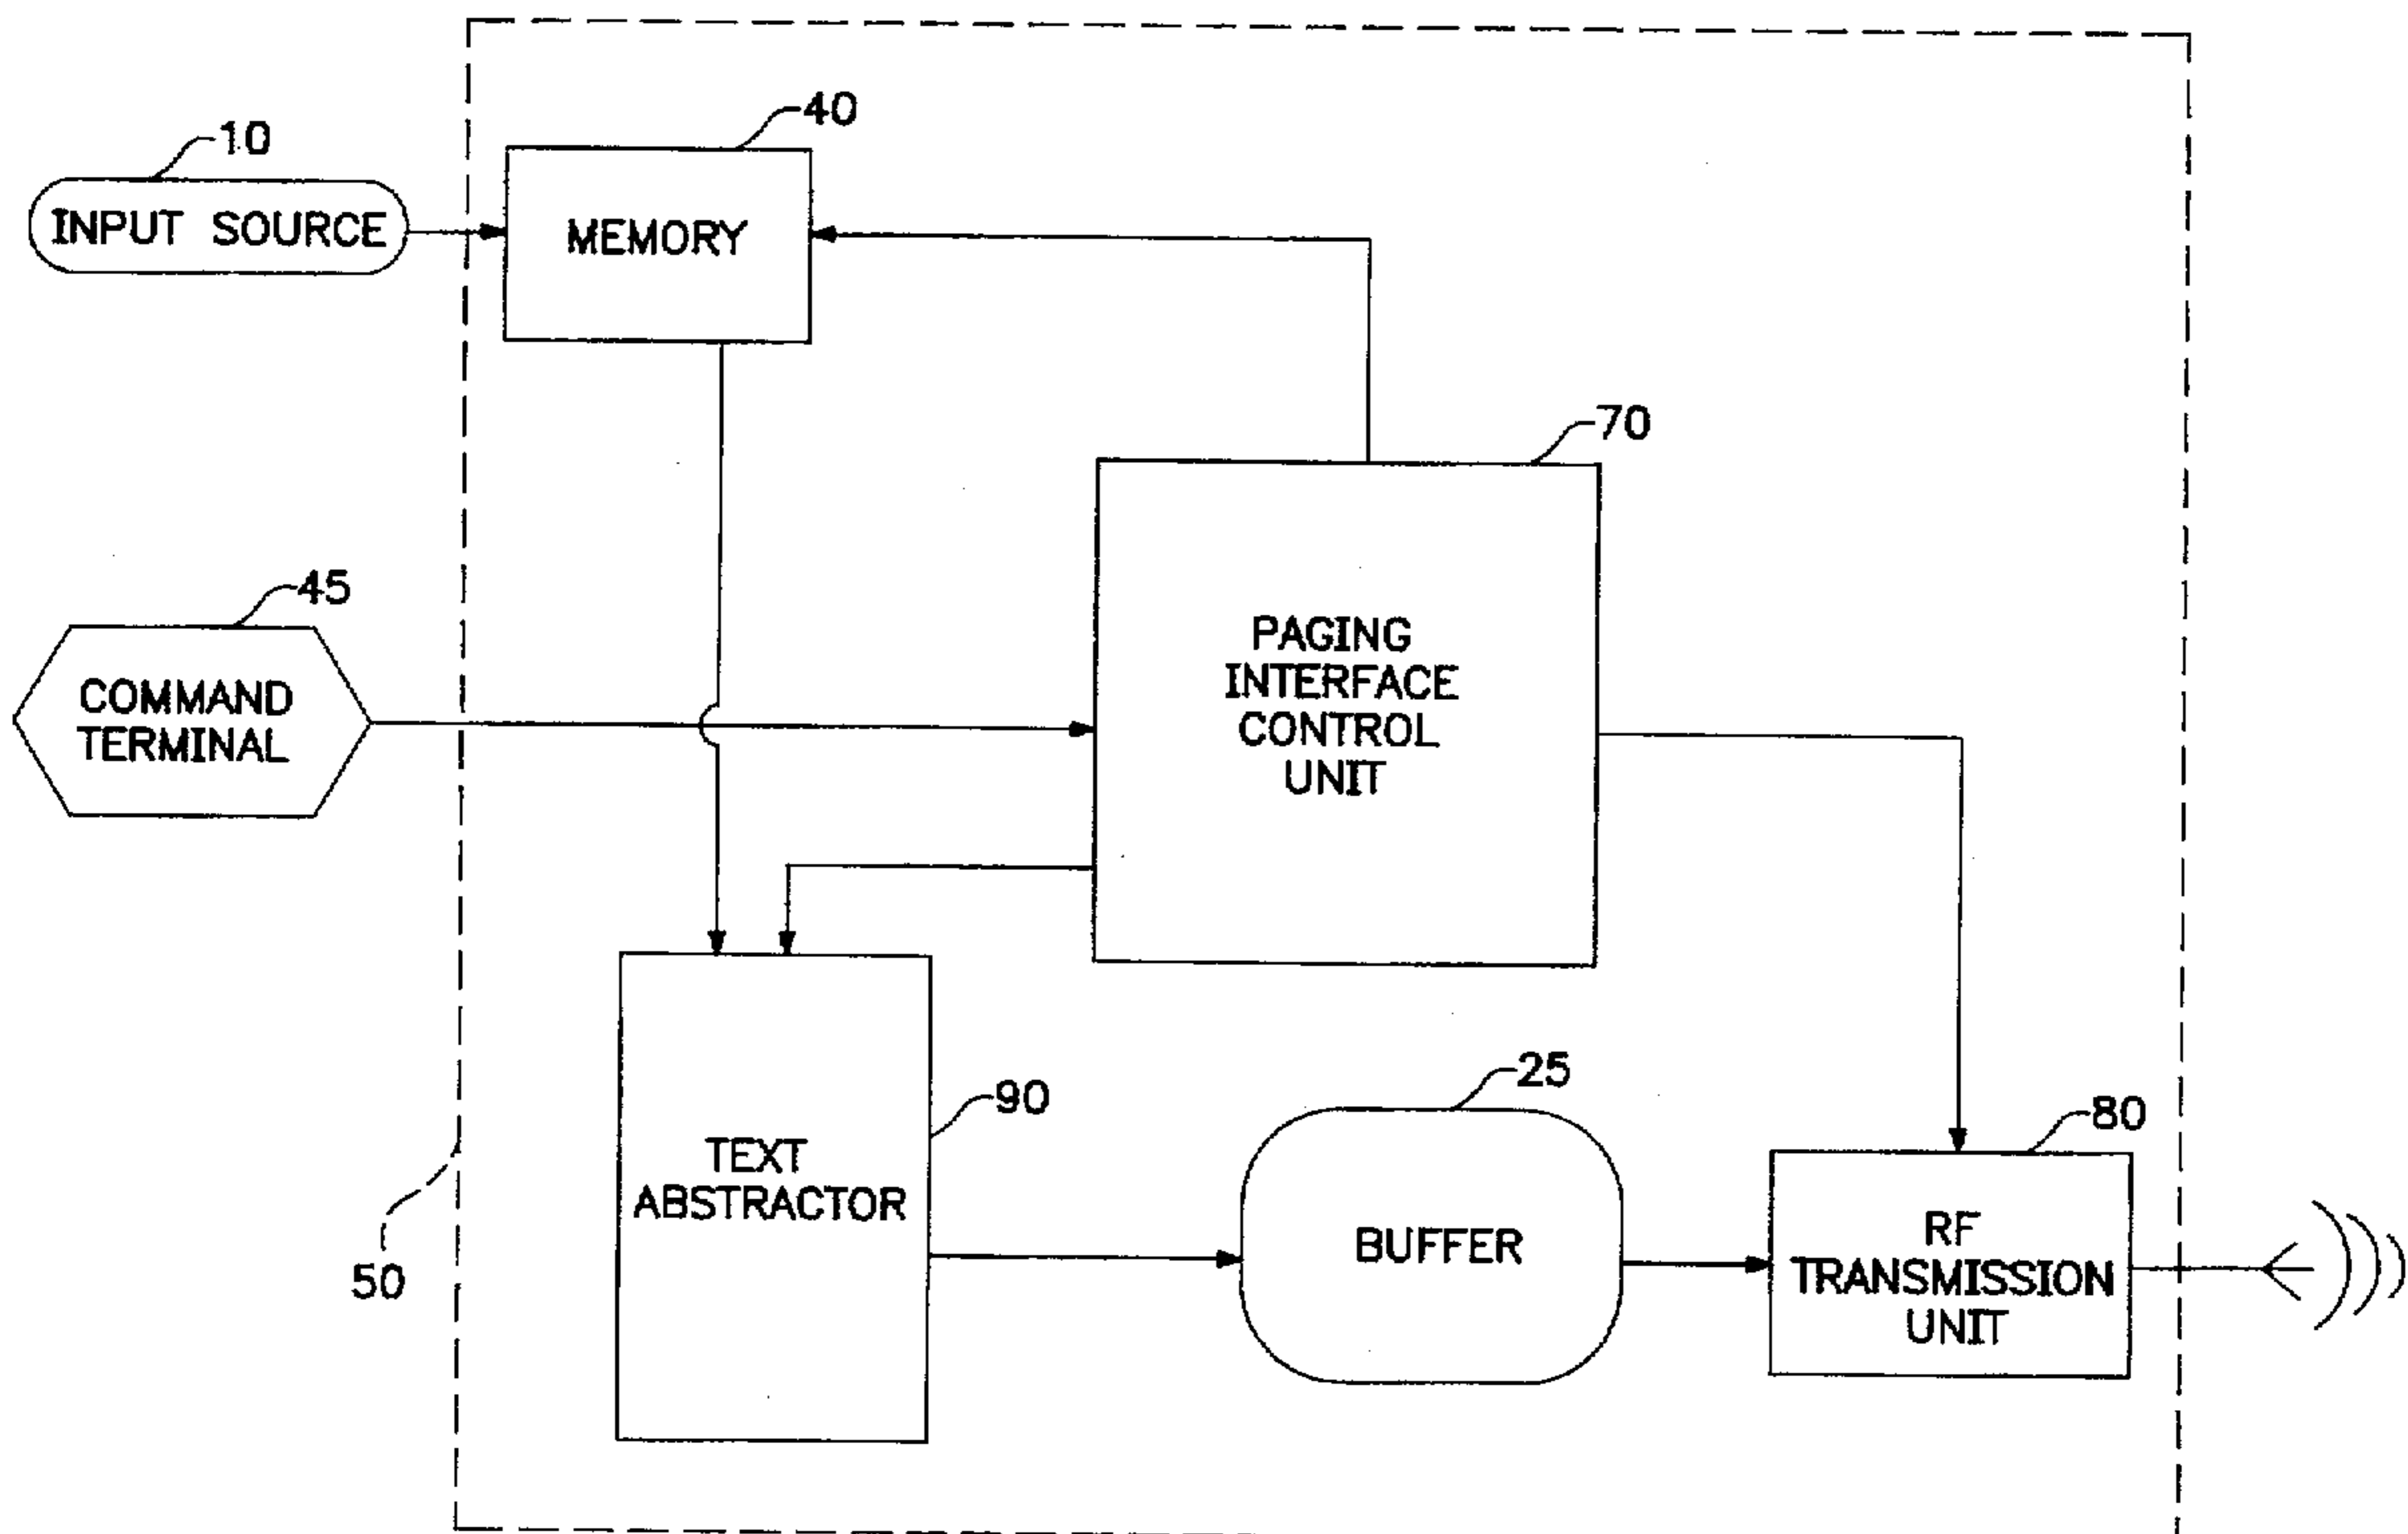 10
INPUT SOURCE
40
MEMORY
70
PAGING
INTERFACE
CONTROL
UNIT
45
COMMAND
TERMINAL
90
TEXT
ABSTRACTOR
25
BUFFER
80
RF
TRANSMISSION
UNIT
50